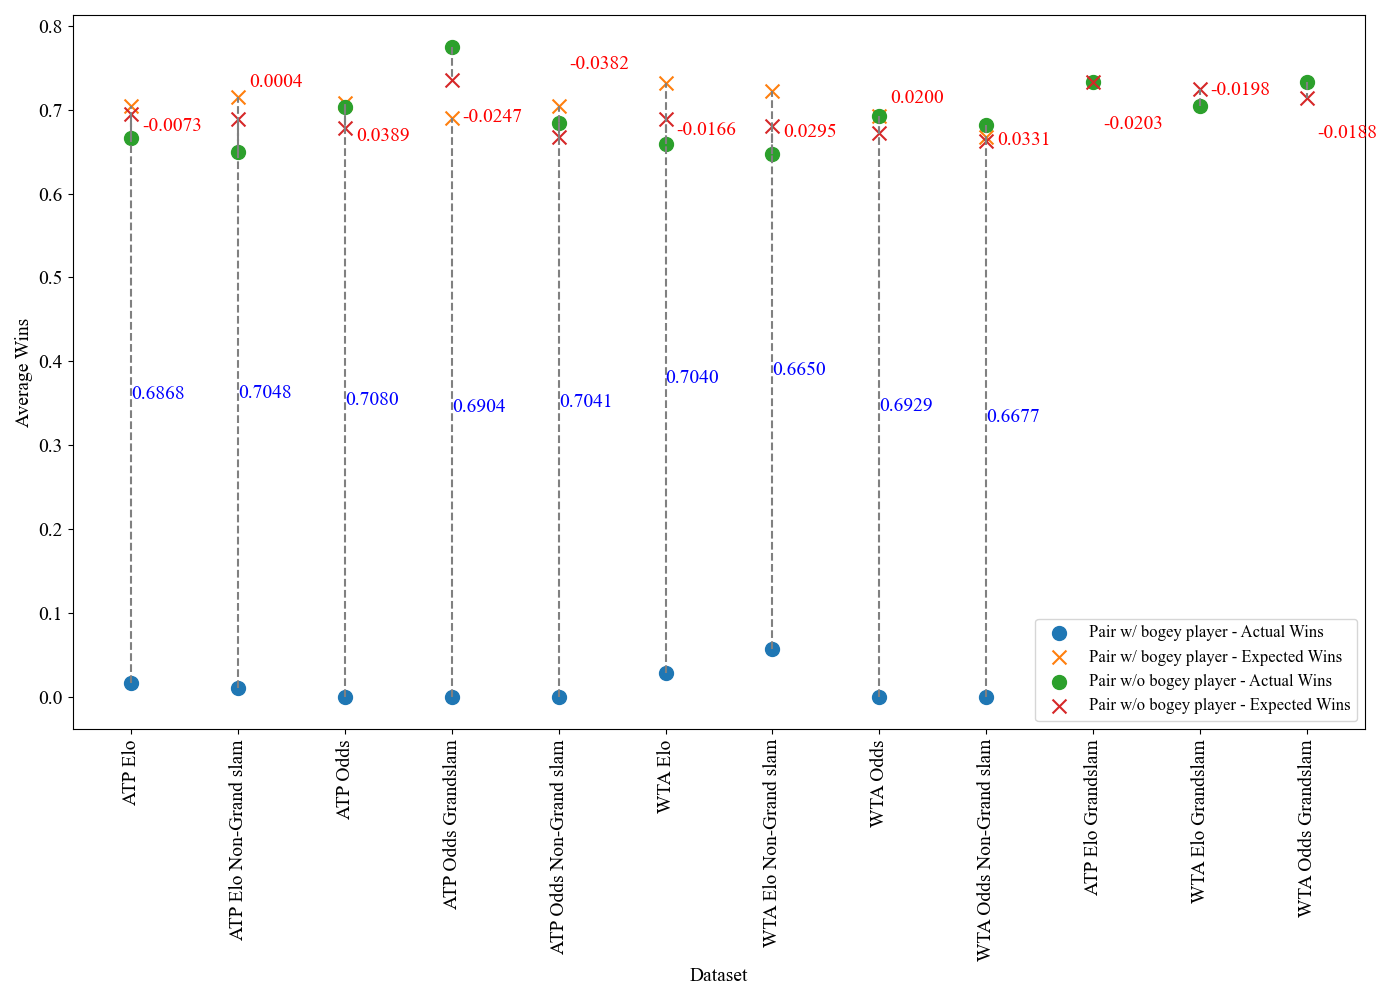 0.8
0.7
0.6
0.5
0.4
0.3
0.2
0.1
0.0
Average Wins
-0.0073
0.0004
0.0389
-0.0247
-0.0382
-0.0166
0.0295
0.0200
0.0331
-0.0203
-0.0198
-0.0188
0.6868
0.7048
0.7080
0.6904
0.7041
0.7040
0.6650
0.6929
0.6677
Pair w/ bogey player - Actual Wins
Pair w/ bogey player - Expected Wins
Pair w/o bogey player - Actual Wins
Pair w/o bogey player - Expected Wins
ATP Elo
ATP Elo Non-Grand slam
ATP Odds
ATP Odds Grandslam
ATP Odds Non-Grand slam
WTA Elo
WTA Elo Non-Grand slam
WTA Odds
WTA Odds Non-Grand slam
ATP Elo Grandslam
WTA Elo Grandslam
WTA Odds Grandslam
Dataset